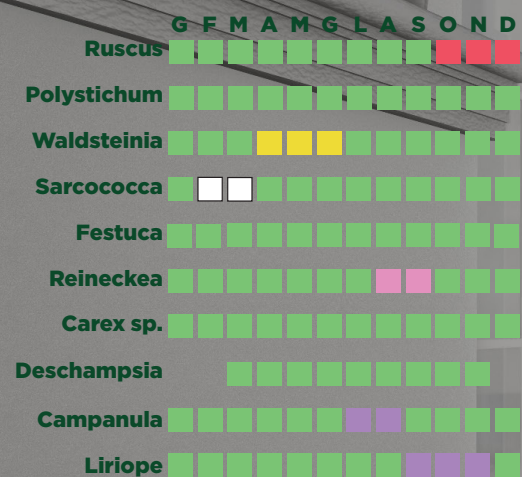 G F M A M G L A S O N D
Ruscus
Polystichum
Waldsteinia
Sarcococca
Festuca
Reineckea
Carex sp.
Deschampsia
Campanula
Liriope